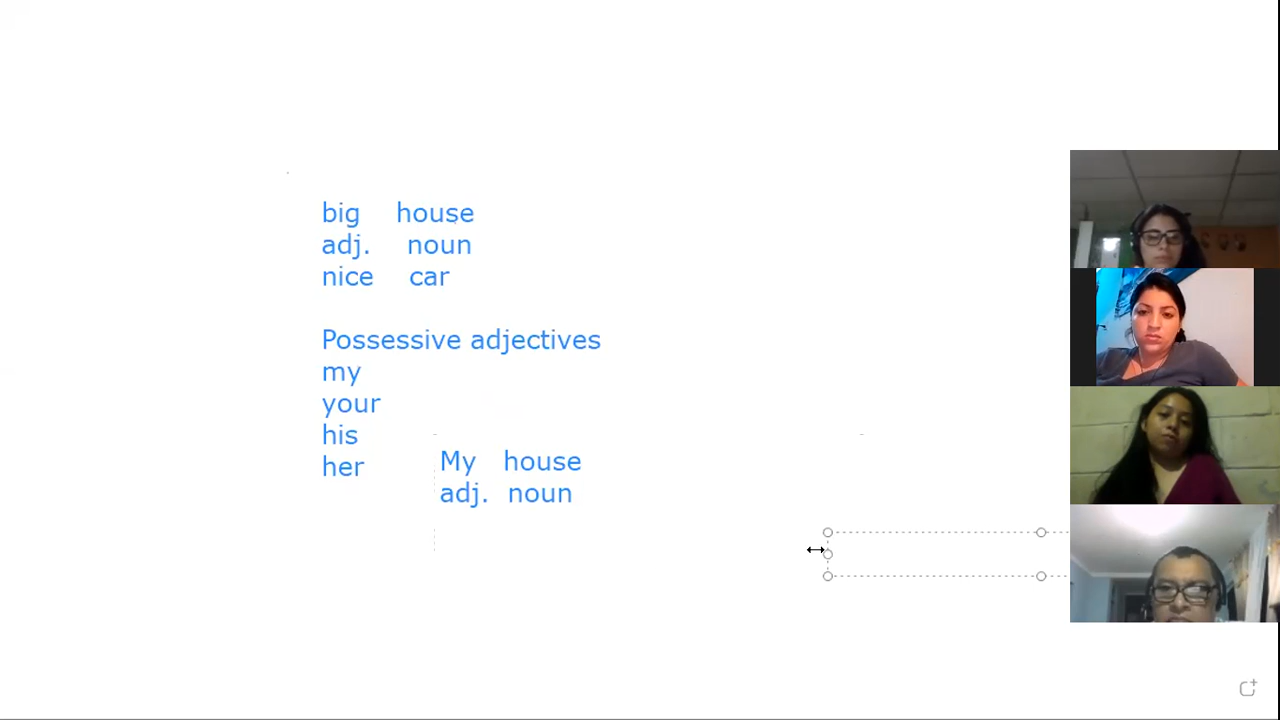 big house
adj. noun
nice car
Possessive adjectives
my
your
his
her
My house
adj. noun